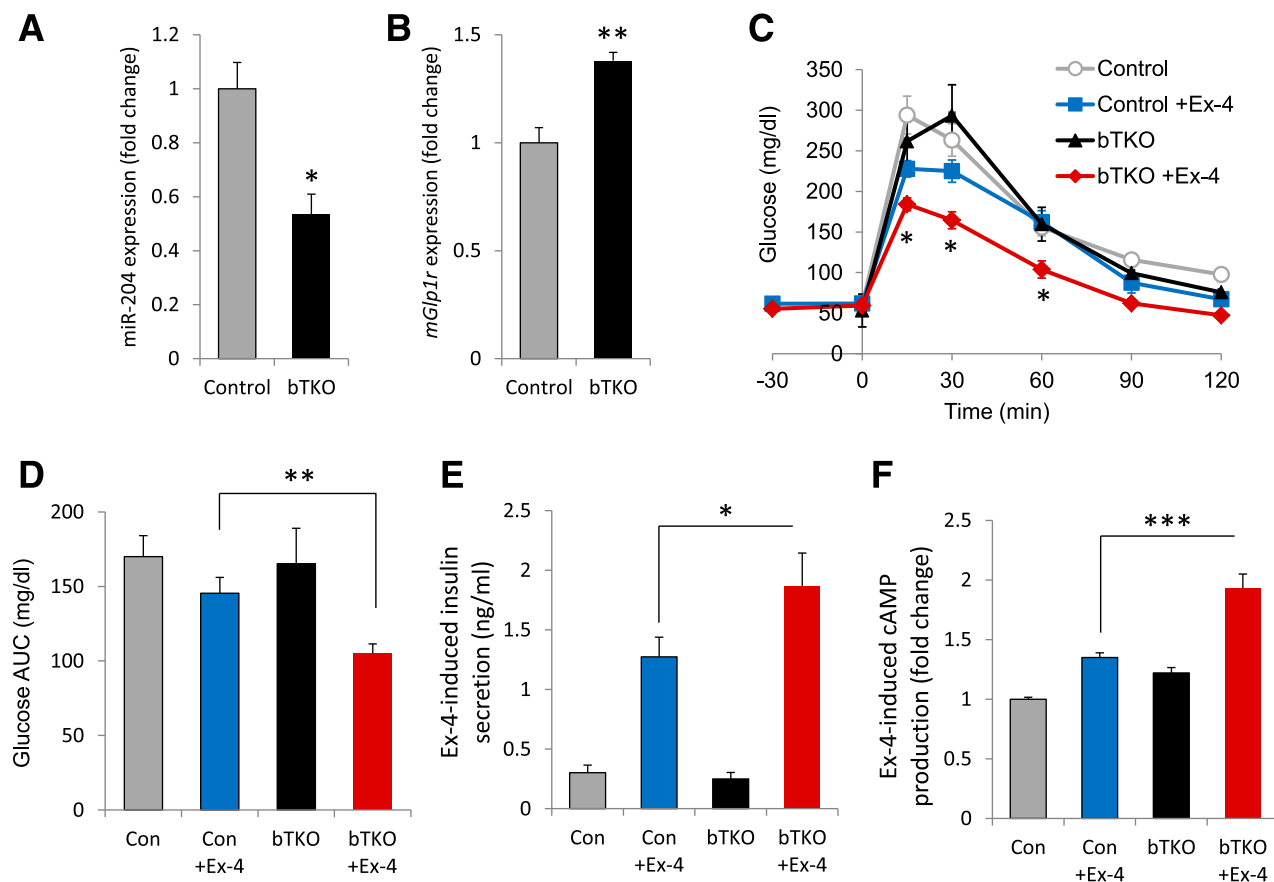 A
miR-204 expression (fold change)
1.2
1
0.8
0.6
0.4
0.2
0
*
Control
bTKO
B
mGlp1r expression (fold change)
1.5
1
0.5
0
**
Control
bTKO
C
Glucose (mg/dl)
350
300
250
200
150
100
50
0
Control
Control +Ex-4
bTKO
bTKO +Ex-4
*
*
*
-30
0
30
60
90
120
Time (min)
D
Glucose AUC (mg/dl)
200
150
100
50
0
**
Con
Con
+Ex-4
bTKO
bTKO
+Ex-4
E
Ex-4-induced insulin
secretion (ng/ml)
2.5
2
1.5
1
0.5
0
*
Con
Con
+Ex-4
bTKO
bTKO
+Ex-4
F
Ex-4-induced cAMP
production (fold change)
2.5
2
1.5
1
0.5
0
***
Con
Con
+Ex-4
bTKO
bTKO
+Ex-4